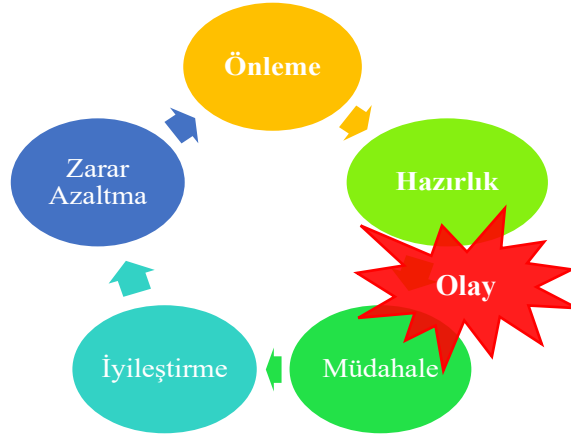 Önleme
Hazırlık
Olay
Müdahale
İyileştirme
Zarar
Azaltma